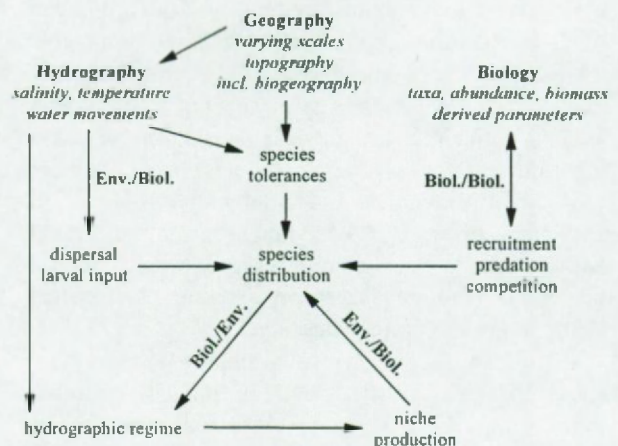 Geography
varying scales
topography
incl. biogeography
Hydrography
salinity, temperature
water movements
Biology
taxa, abundance, biomass
derived parameters
species
tolerances
Env./Biol.
Biol./Biol.
dispersal
larval input
species
distribution
recruitment
predation
competition
Biol./Env.
Env./Biol.
hydrographic regime
niche
production